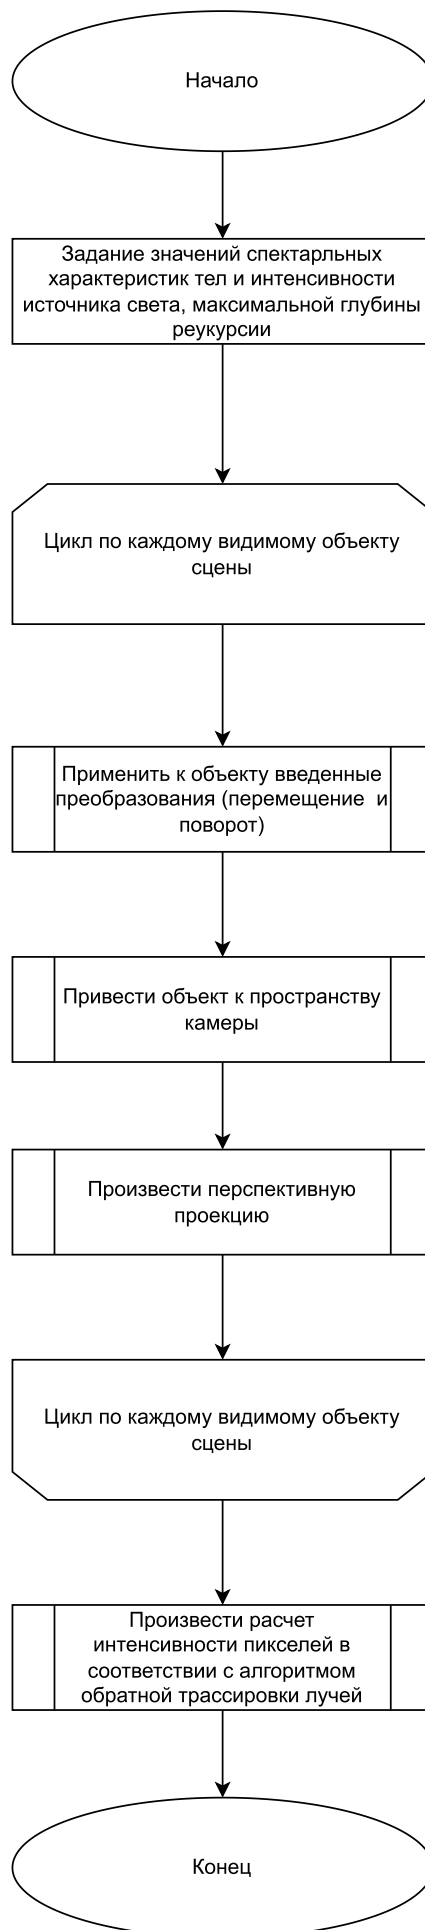 Начало
Задание значений спектарльных
характеристик тел и интенсивности
источника света, максимальной глубины
реукурсии
Цикл по каждому видимому объекту
сцены
Применить к объекту введенные
преобразования (перемещение  и
поворот)
Привести объект к пространству
камеры
Произвести перспективную
проекцию
Цикл по каждому видимому объекту
сцены
Произвести расчет
интенсивности пикселей в
соответствии с алгоритмом
обратной трассировки лучей
Конец